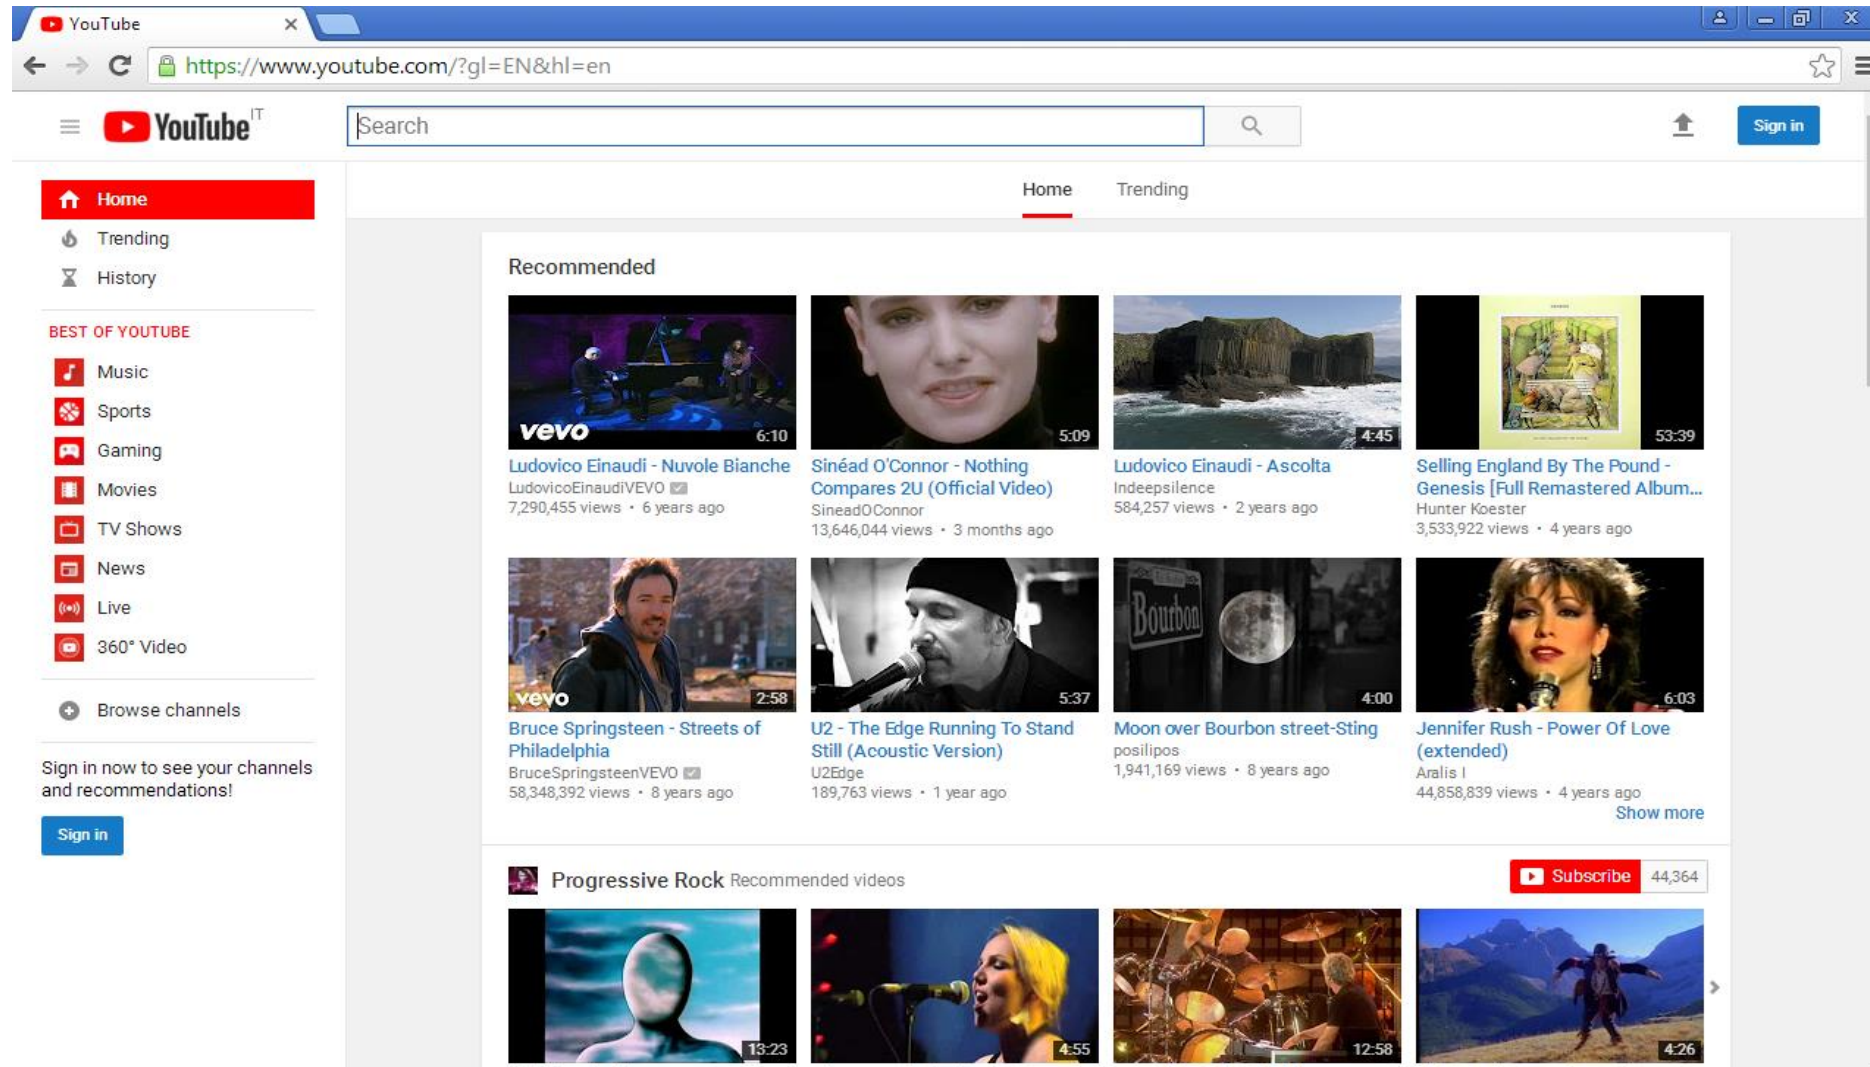 YouTube
https://www.youtube.com/?gl=EN&hl=en
YouTube IT
Search
Sign in
Home
Trending
History
BEST OF YOUTUBE
Music
Sports
Gaming
Movies
TV Shows
News
Live
360° Video
Browse channels
Sign in now to see your channels
and recommendations!
Sign in
Home Trending
Recommended
vevo
6:10
Ludovico Einaudi - Nuvole Bianche
LudovicoEinaudiVEVO
7,290,455 views • 6 years ago
5:09
Sinéad O'Connor - Nothing
Compares 2U (Official Video)
SineadOConnor
13,646,044 views • 3 months ago
4:45
Ludovico Einaudi - Ascolta
Indeepsilence
584,257 views • 2 years ago
53:39
Selling England By The Pound -
Genesis [Full Remastered Album...
Hunter Koester
3,533,922 views • 4 years ago
vevo
2:58
Bruce Springsteen - Streets of
Philadelphia
BruceSpringsteenVEVO
58,348,392 views • 8 years ago
5:37
U2 - The Edge Running To Stand
Still (Acoustic Version)
U2Edge
189,763 views • 1 year ago
Bourbon
4:00
Moon over Bourbon street-Sting
posilipos
1,941,169 views • 8 years ago
6:03
Jennifer Rush - Power Of Love
(extended)
Aralis I
44,858,839 views • 4 years ago
Show more
Progressive Rock Recommended videos
Subscribe 44,364
13:23
4:55
12:58
4:26